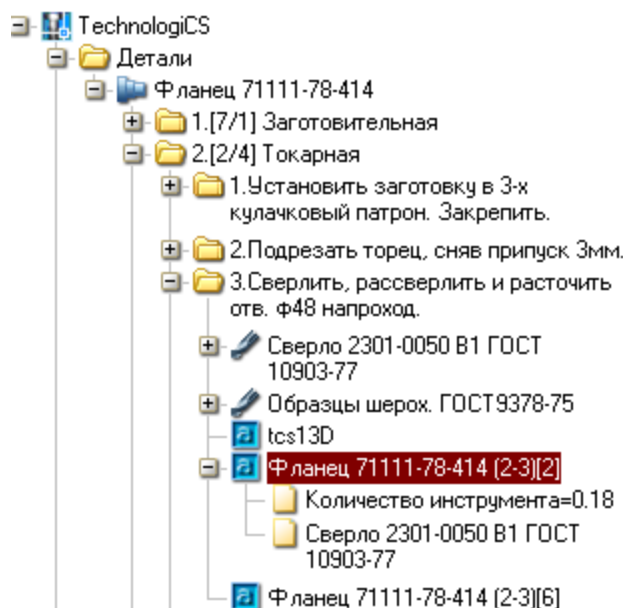 TechnologiCS
Детали
Фланец 71111-78-414
1.[7/1] Заготовительная
2.[2/4] Токарная
1.Установить заготовку в 3-х
кулачковый патрон. Закрепить.
2.Подрезать торец, сняв припуск 3мм.
3.Сверлить, рассверлить и расточить
отв. ф48 напроход.
Сверло 2301-0050 В1 ГОСТ
10903-77
Образцы шерох. ГОСТ9378-75
tcs13D
Фланец 71111-78-414 (2-3)[2]
Количество инструмента=0.18
Сверло 2301-0050 В1 ГОСТ
10903-77
Фланец 71111-78-414 (2-3)[6]